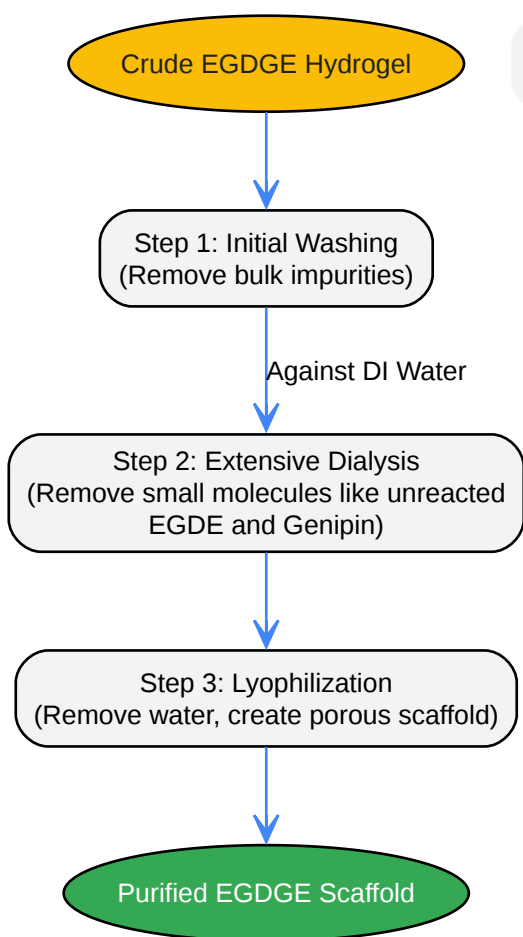 Crude EGDGE Hydrogel
Step 1: Initial Washing
(Remove bulk impurities)
Against DI Water
Step 2: Extensive Dialysis
(Remove small molecules like unreacted
EGDE and Genipin)
Step 3: Lyophilization
(Remove water, create porous scaffold)
Purified EGDGE Scaffold